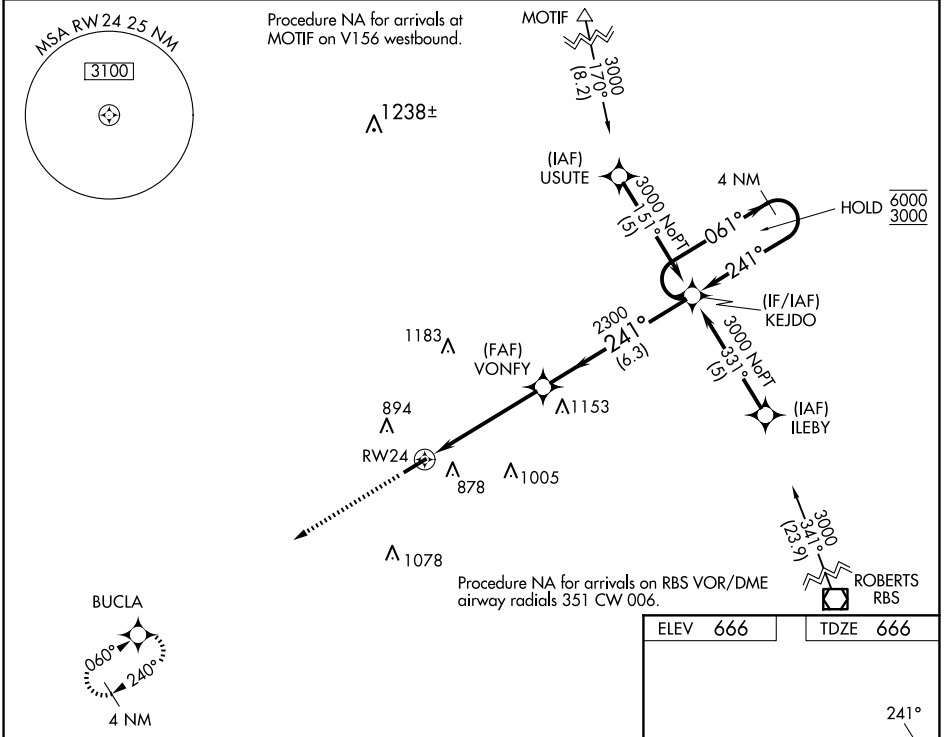 MSA RW 24 25 NM
3100
Procedure NA for arrivals at
MOTIF on V156 westbound.
MOTIF
3000
170°
(8.2)
1238±
(IAF)
USUTE
3000 NoPT
151°
(5)
4 NM
061°
241°
HOLD
6000
3000
(IF/IAF)
KEJDO
2300
241°
(6.3)
3000 NoPT
331°
(5)
1183
(FAF)
VONFY
1153
(IAF)
ILEBY
894
RW24
878
1005
1078
3000
341°
(23.9)
Procedure NA for arrivals on RBS VOR/DME
airway radials 351 CW 006.
ROBERTS
RBS
BUCLA
060°
240°
4 NM
ELEV 666
TDZE 666
241°